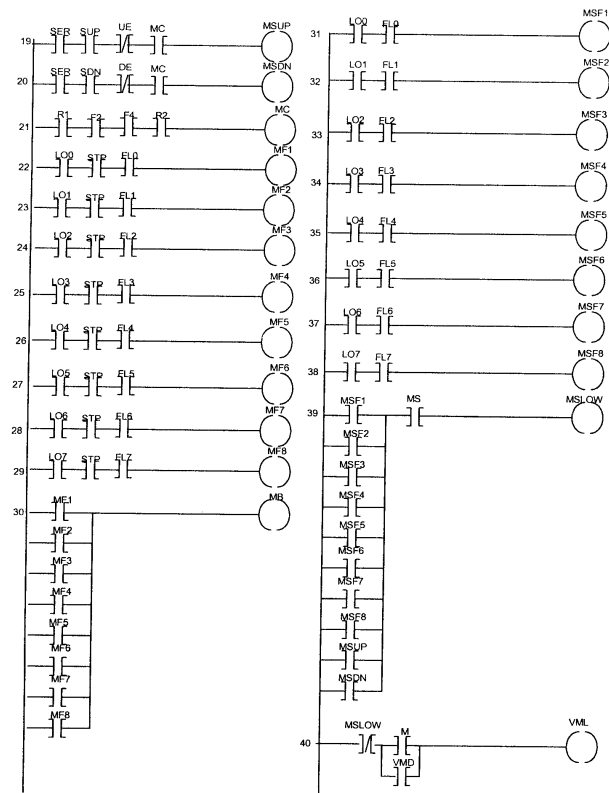 MSUP
19 SER SUP UE MC
MSDN
20 SER SDN DE MC
MC
21 R1 F2 F4 R2
MF1
22 LO0 STP FL0
MF2
23 LO1 STP FL1
MF3
24 LO2 STP FL2
MF4
25 LO3 STP FL3
MF5
26 LO4 STP FL4
MF6
27 LO5 STP FL5
MF7
28 LO6 STP FL6
MF8
29 LO7 STP FL7
MB
30 MF1
MF2
MF3
MF4
MF5
MF6
MF7
MF8
MSF1
31 LO0 FL0
MSF2
32 LO1 FL1
MSF3
33 LO2 FL2
MSF4
34 LO3 FL3
MSF5
35 LO4 FL4
MSF6
36 LO5 FL5
MSF7
37 LO6 FL6
MSF8
38 LO7 FL7
MSLOW
39 MSF1 MS
MSF2
MSF3
MSF4
MSF5
MSF6
MSF7
MSF8
MSUP
MSDN
VML
40 MSLOW M
VMD